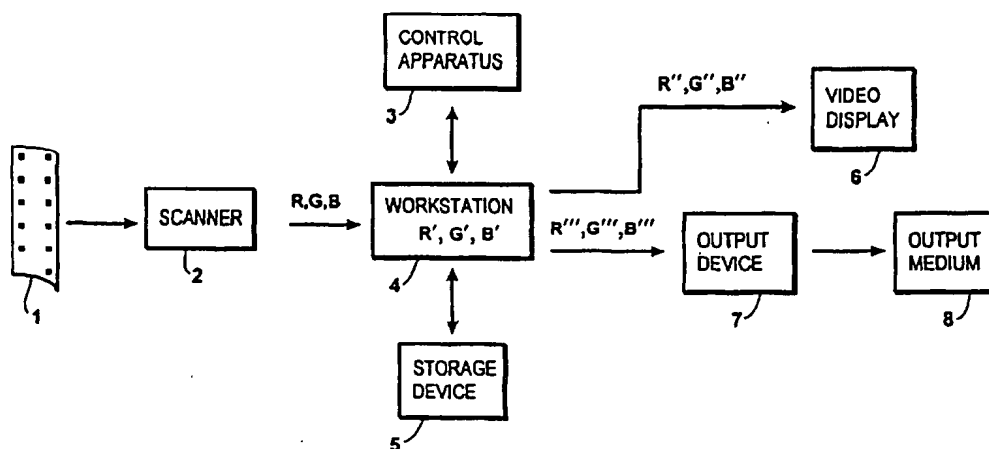 CONTROL
APPARATUS
3
R'',G'',B''
VIDEO
DISPLAY
6
1
SCANNER
2
R,G,B
WORKSTATION
R', G', B'
4
R''',G''',B'''
OUTPUT
DEVICE
7
OUTPUT
MEDIUM
8
STORAGE
DEVICE
5